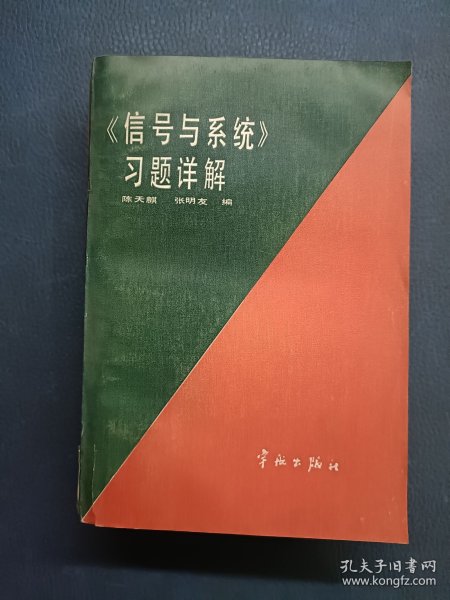 《信号与系统》
习题详解
陈天麒 张明友 编
宇航出版社
孔夫子旧书网
www.kongfz.com